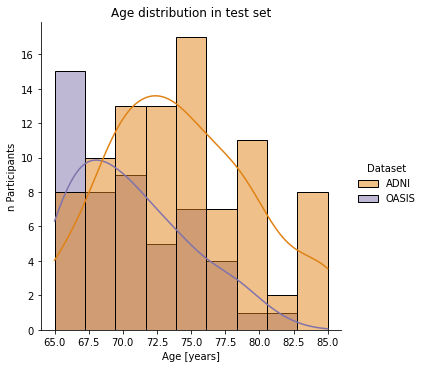 Age distribution in test set
n Participants
16
14
12
10
8
6
4
2
0
65.0 67.5 70.0 72.5 75.0 77.5 80.0 82.5 85.0
Age [years]
Dataset
ADNI
OASIS